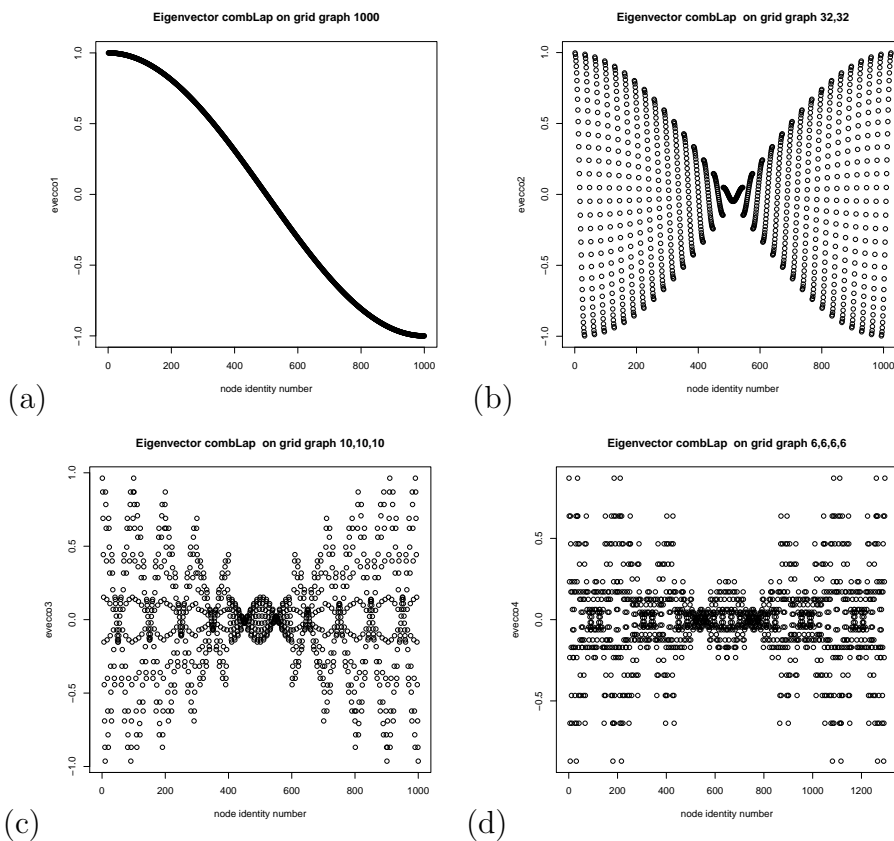 Eigenvector combLap on grid graph 1000
evecco1
1.0
0.5
0.0
−0.5
−1.0
0 200 400 600 800 1000
node identity number
(a)
Eigenvector combLap on grid graph 32,32
evecco2
1.0
0.5
0.0
−0.5
−1.0
0 200 400 600 800 1000
node identity number
(b)
Eigenvector combLap on grid graph 10,10,10
evecco3
1.0
0.5
0.0
−0.5
−1.0
0 200 400 600 800 1000
node identity number
(c)
Eigenvector combLap on grid graph 6,6,6,6
evecco4
0.5
0.0
−0.5
0 200 400 600 800 1000 1200
node identity number
(d)